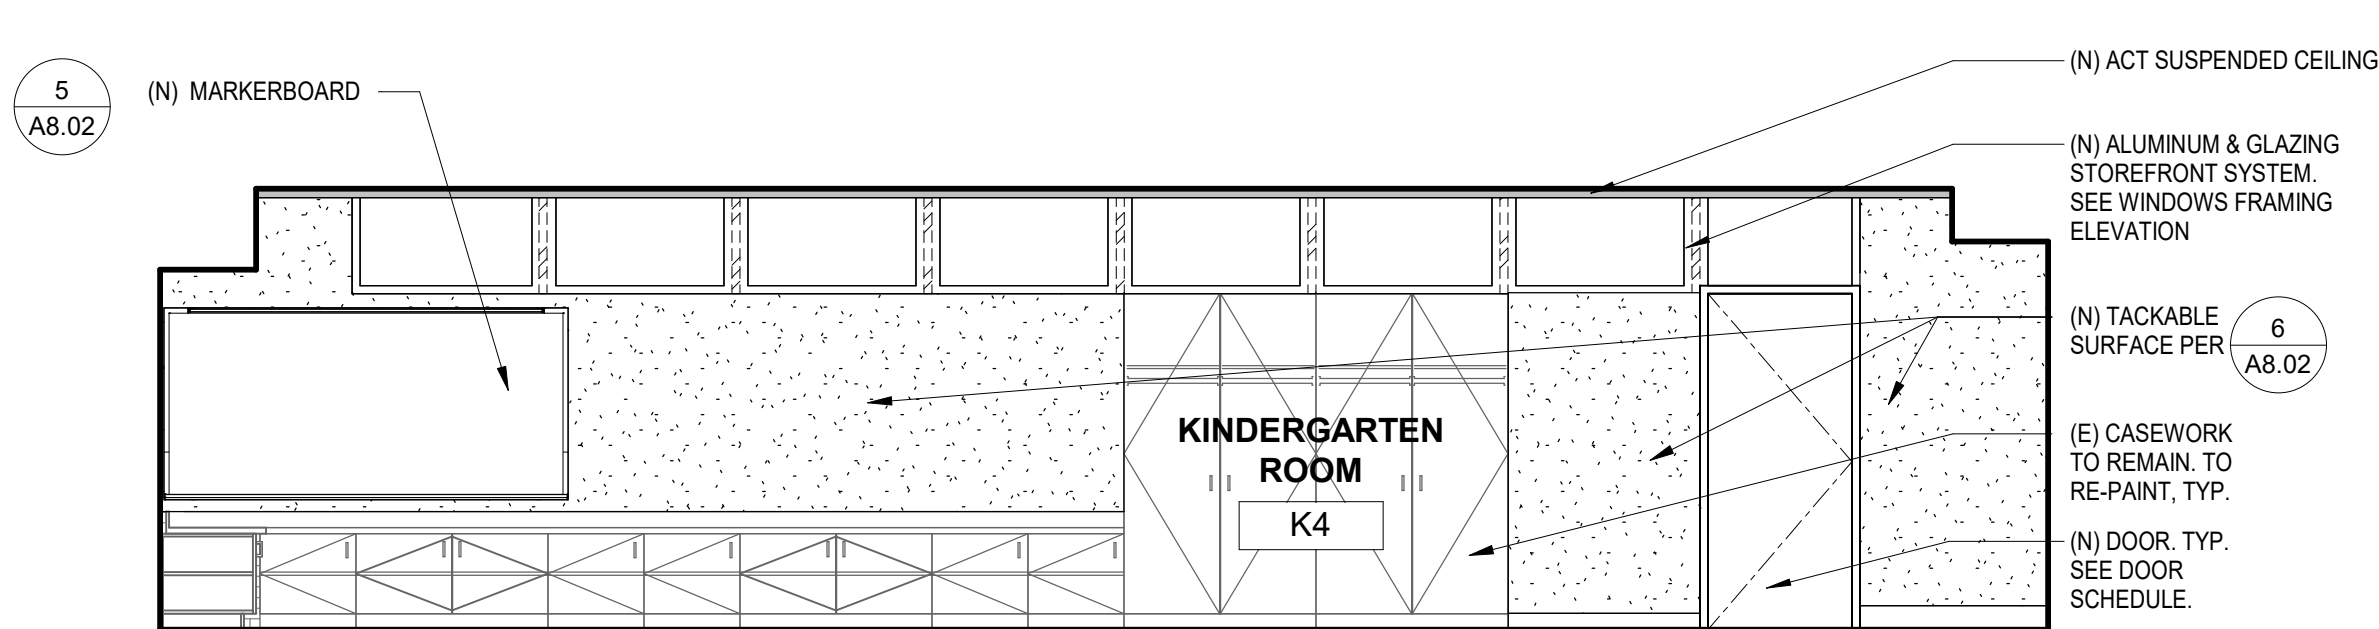 5
A8.02
(N) MARKERBOARD
(N) ACT SUSPENDED CEILING
(N) ALUMINUM & GLAZING
STOREFRONT SYSTEM.
SEE WINDOWS FRAMING
ELEVATION
(N) TACKABLE
SURFACE PER
6
A8.02
KINDERGARTEN
ROOM
K4
(E) CASEWORK
TO REMAIN. TO
RE-PAINT, TYP.
(N) DOOR. TYP.
SEE DOOR
SCHEDULE.